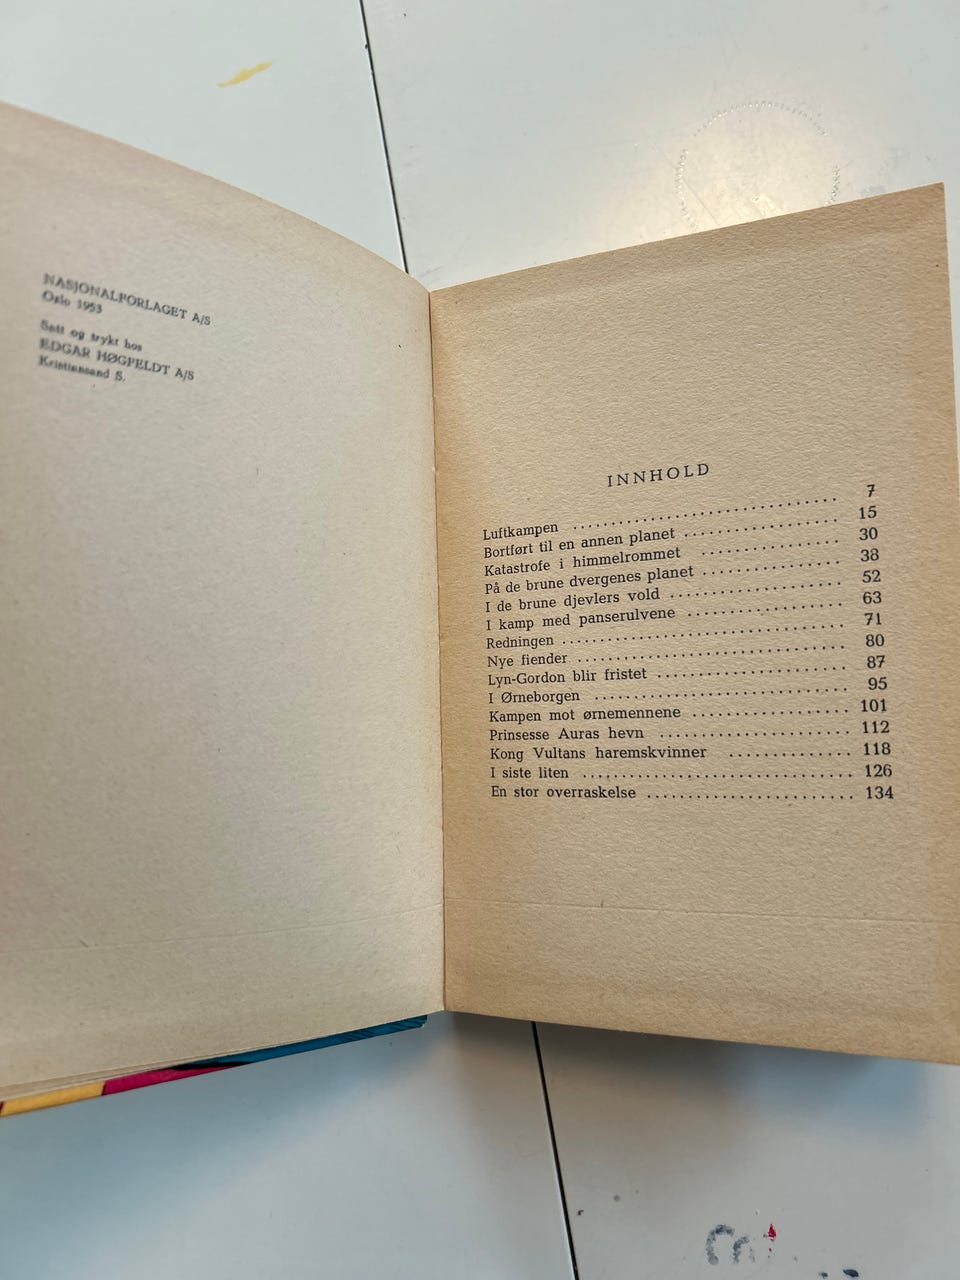 NASJONALFORLAGET A/S
Oslo 1953
Satt og trykt hos
EDGAR HØGFELDT A/S
Kristiansand S.
INNHOLD
Luftkampen ........ 7
Bortført til en annen planet ........ 15
Katastrofe i himmelrommet ........ 30
På de brune dvergenes planet ........ 38
I de brune djevlers vold ........ 52
I kamp med panserulvene ........ 63
Redningen ........ 71
Nye fiender ........ 80
Lyn-Gordon blir fristet ........ 87
I Ørneborgen ........ 95
Kampen mot ørnemennene ........ 101
Prinsesse Auras hevn ........ 112
Kong Vultans haremskvinner ........ 118
I siste liten ........ 126
En stor overraskelse ........ 134